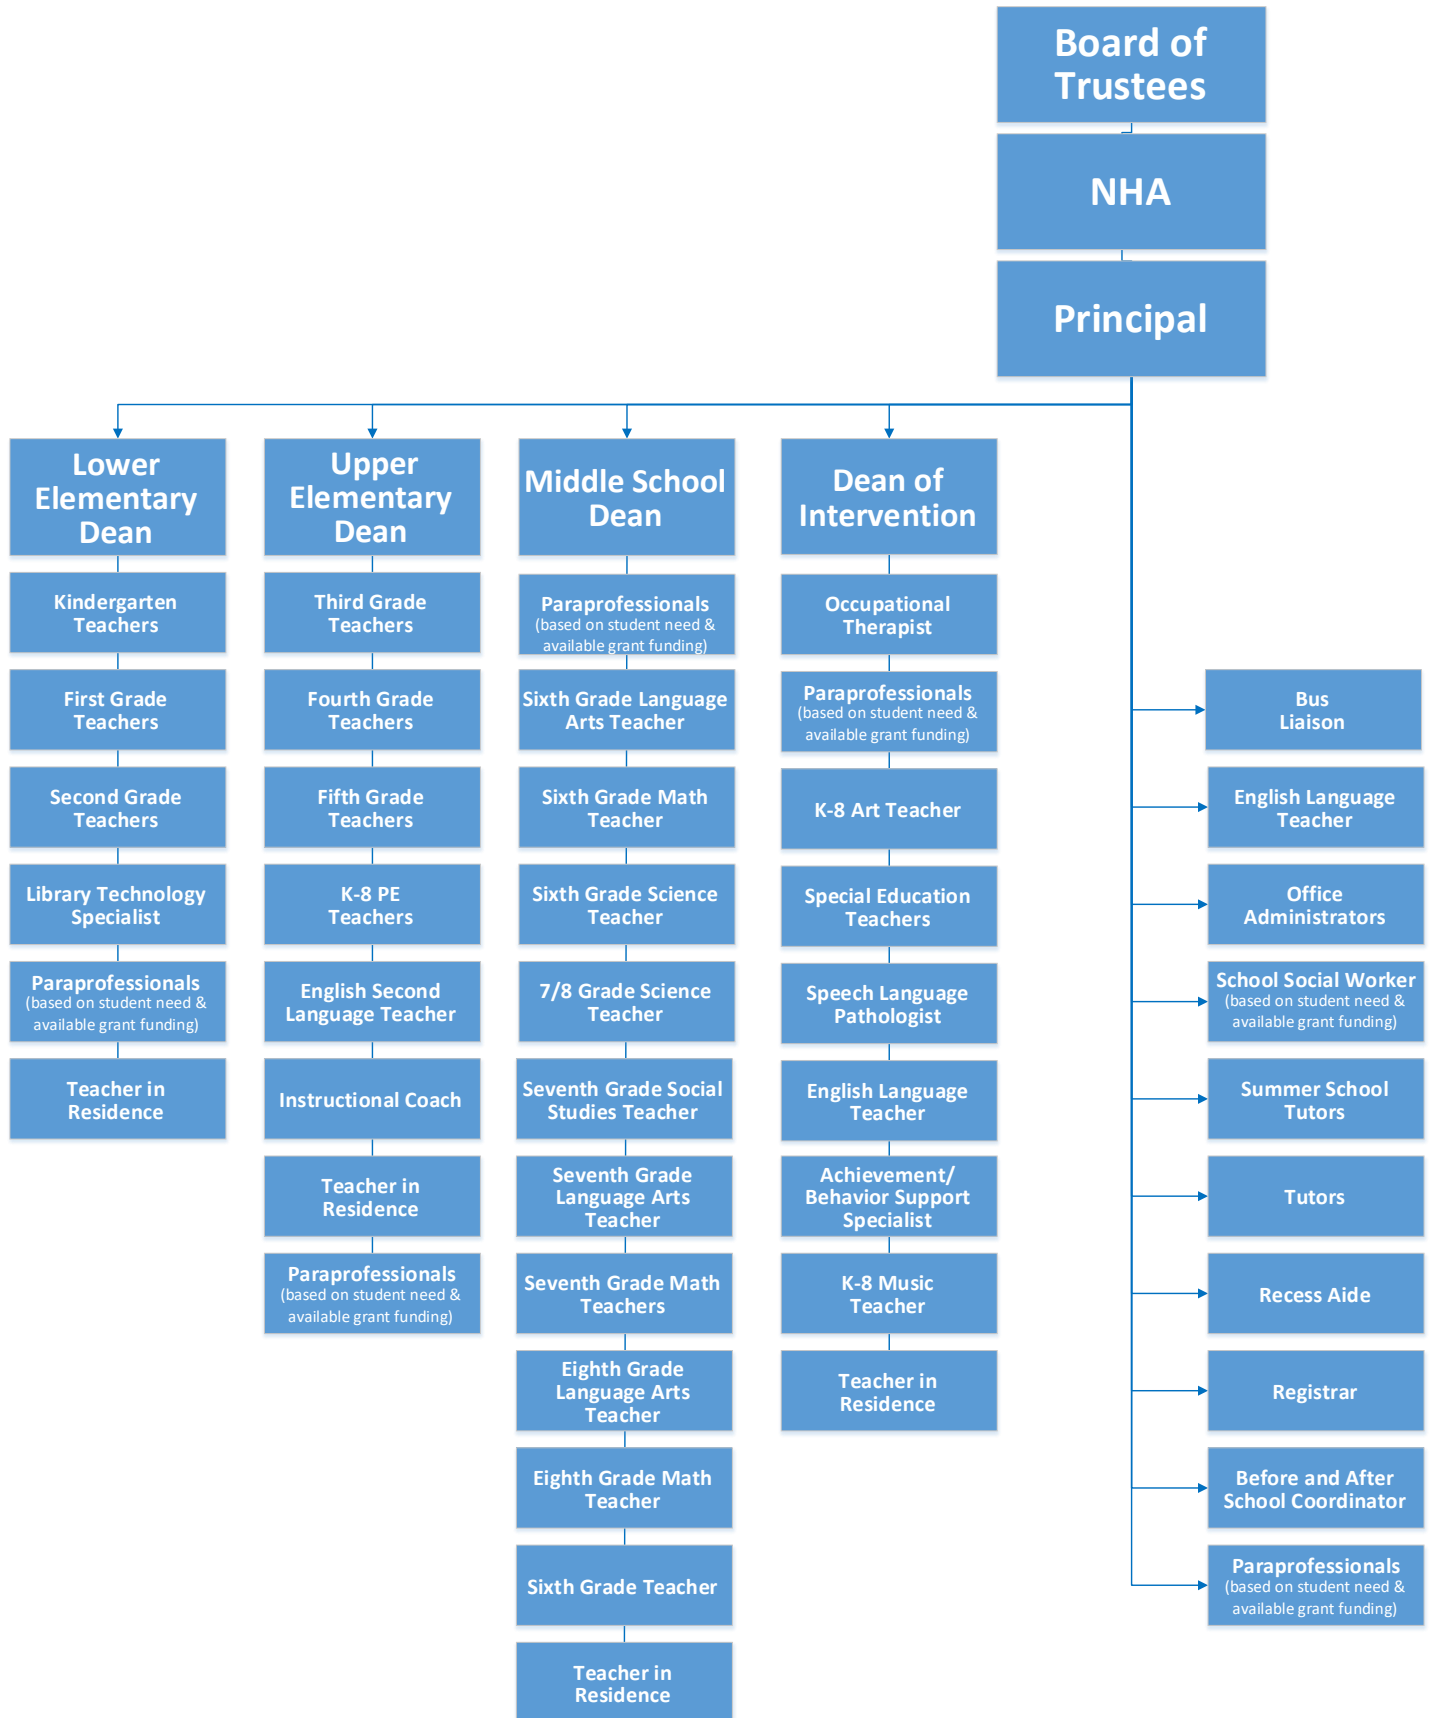 Board of
Trustees
NHA
Principal
Lower
Elementary
Dean
Kindergarten
Teachers
First Grade
Teachers
Second Grade
Teachers
Library Technology
Specialist
Paraprofessionals
(based on student need &
available grant funding)
Teacher in
Residence
Upper
Elementary
Dean
Third Grade
Teachers
Fourth Grade
Teachers
Fifth Grade
Teachers
K-8 PE
Teachers
English Second
Language Teacher
Instructional Coach
Teacher in
Residence
Paraprofessionals
(based on student need &
available grant funding)
Middle School
Dean
Paraprofessionals
(based on student need &
available grant funding)
Sixth Grade Language
Arts Teacher
Sixth Grade Math
Teacher
Sixth Grade Science
Teacher
7/8 Grade Science
Teacher
Seventh Grade Social
Studies Teacher
Seventh Grade
Language Arts
Teacher
Seventh Grade Math
Teachers
Eighth Grade
Language Arts
Teacher
Eighth Grade Math
Teacher
Sixth Grade Teacher
Teacher in
Residence
Dean of
Intervention
Occupational
Therapist
Paraprofessionals
(based on student need &
available grant funding)
K-8 Art Teacher
Special Education
Teachers
Speech Language
Pathologist
English Language
Teacher
Achievement/
Behavior Support
Specialist
K-8 Music
Teacher
Teacher in
Residence
Bus
Liaison
English Language
Teacher
Office
Administrators
School Social Worker
(based on student need &
available grant funding)
Summer School
Tutors
Tutors
Recess Aide
Registrar
Before and After
School Coordinator
Paraprofessionals
(based on student need &
available grant funding)